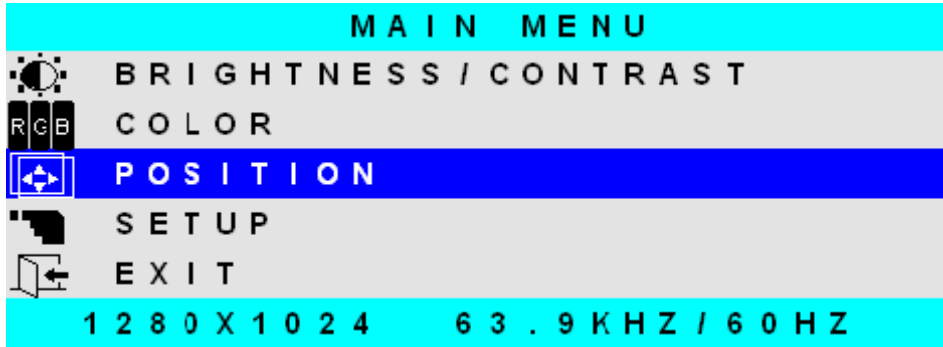 MAIN MENU
BRIGHTNESS/CONTRAST
RGB COLOR
POSITION
SETUP
EXIT
1280X1024 63.9KHZ/60HZ